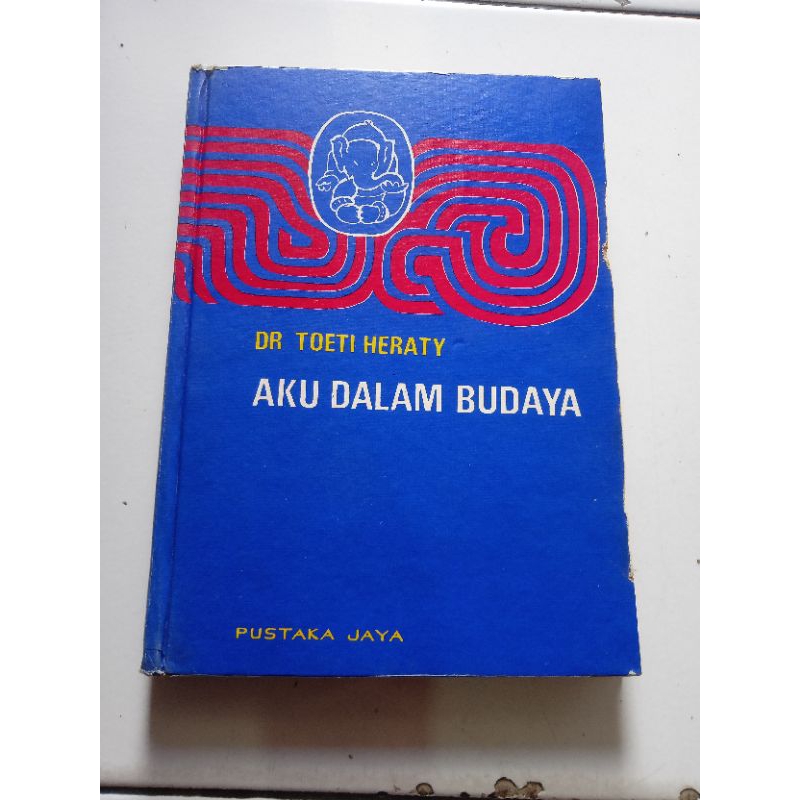 DR TOETI HERATY
AKU DALAM BUDAYA
PUSTAKA JAYA